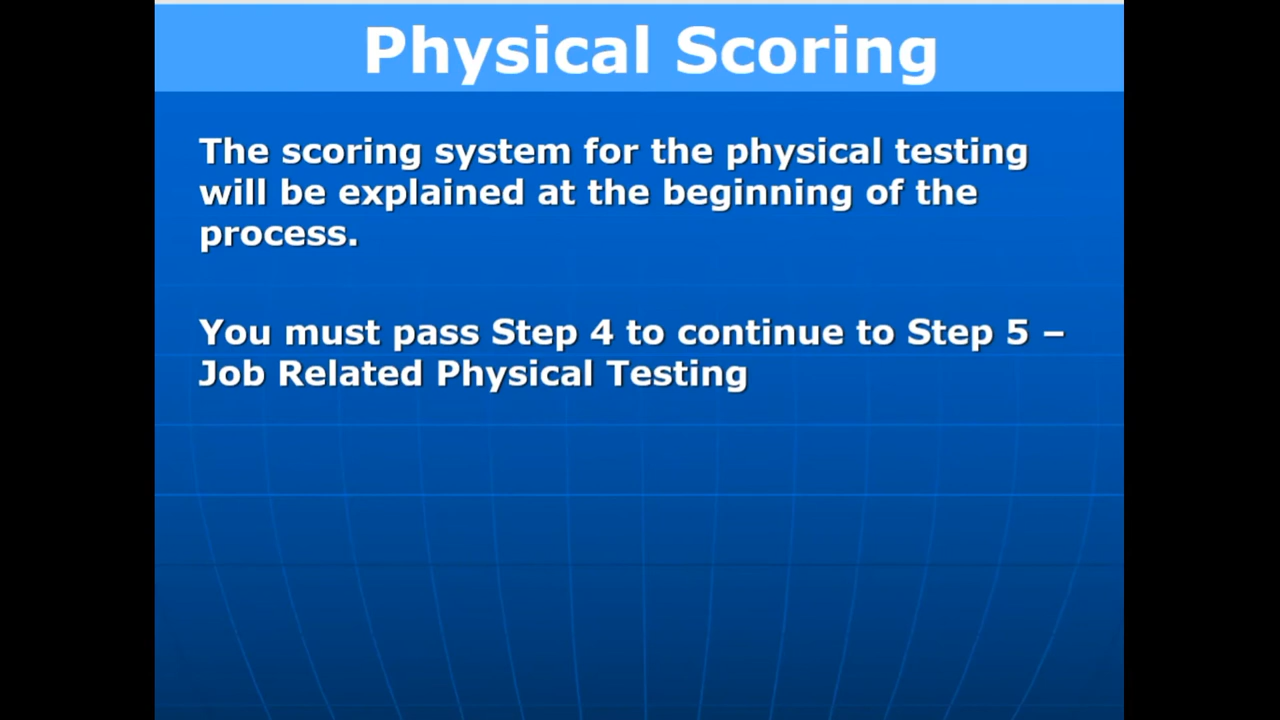 Physical Scoring
The scoring system for the physical testing
will be explained at the beginning of the
process.
You must pass Step 4 to continue to Step 5 –
Job Related Physical Testing